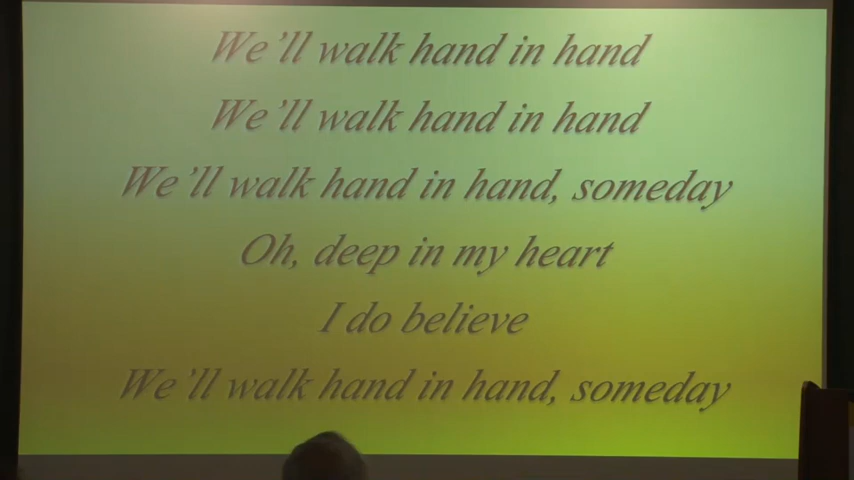 We'll walk hand in hand
We'll walk hand in hand
We'll walk hand in hand, someday
Oh, deep in my heart
I do believe
We'll walk hand in hand, someday